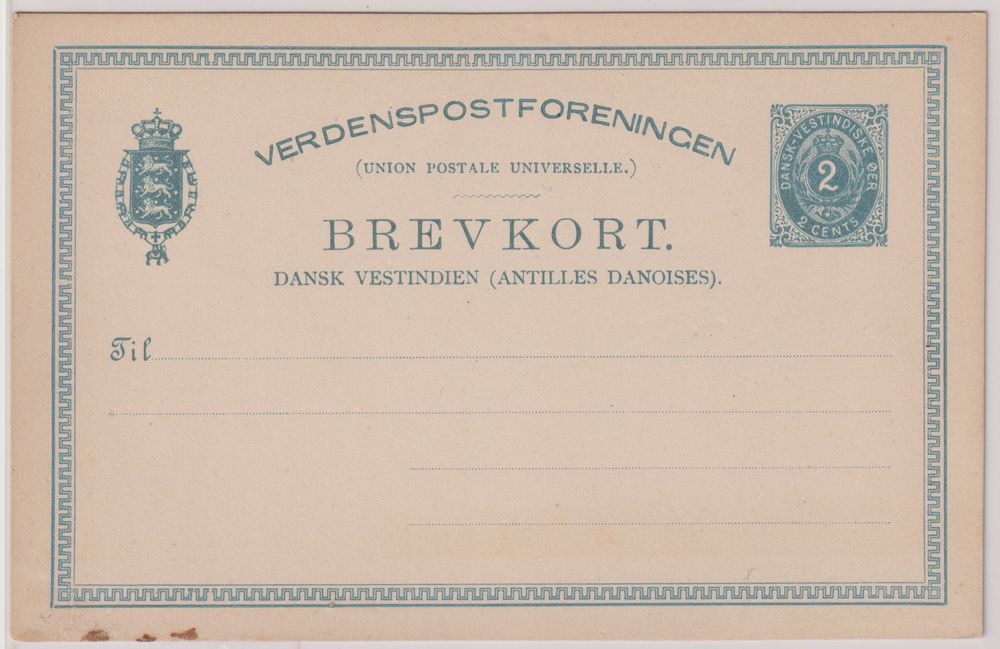 VERDENSPOSTFORENINGEN
(UNION POSTALE UNIVERSELLE.)
BREVKORT.
DANSK VESTINDIEN (ANTILLES DANOISES).
DANSK-VESTINDISKE ØER
2
2 CENTS
Til